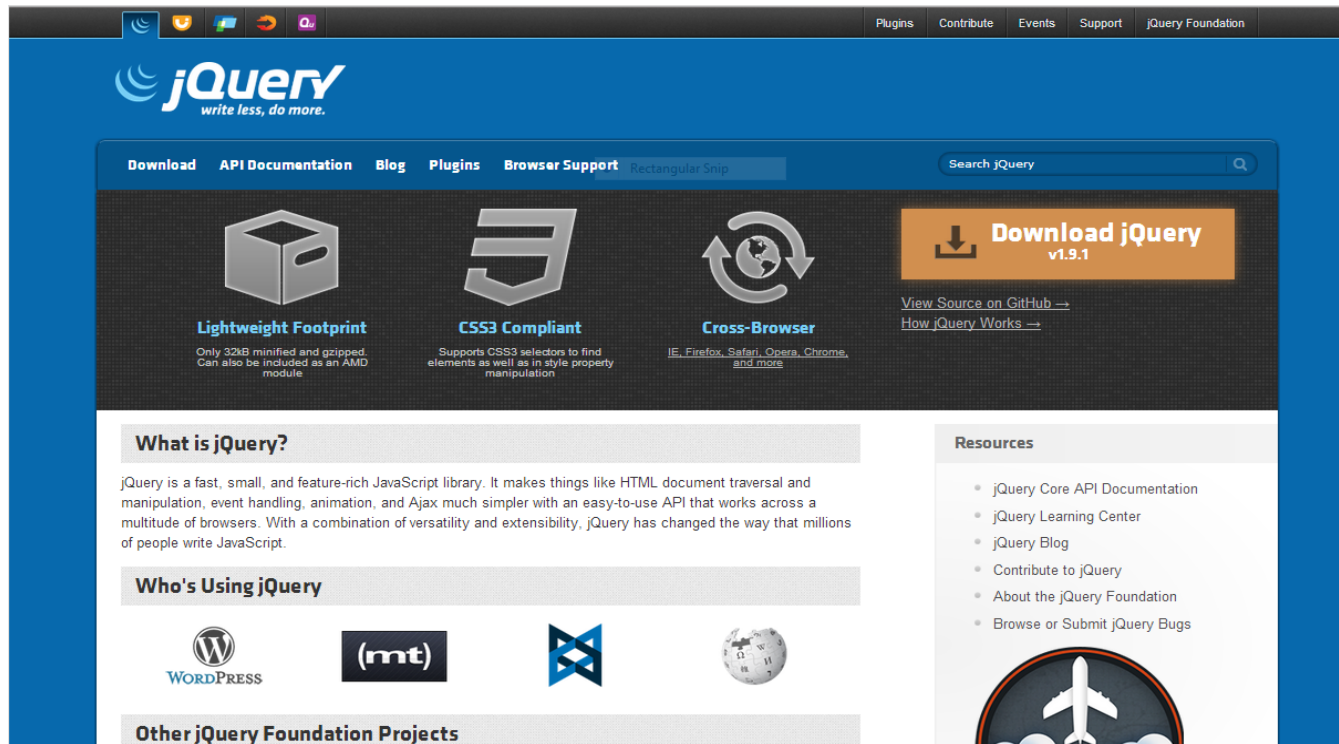 Qu
Plugins Contribute Events Support jQuery Foundation
jQuery
write less, do more.
Download API Documentation Blog Plugins Browser Support Rectangular Snip Search jQuery
Lightweight Footprint
Only 32kB minified and gzipped.
Can also be included as an AMD
module
CSS3 Compliant
Supports CSS3 selectors to find
elements as well as in style property
manipulation
Cross-Browser
IE, Firefox, Safari, Opera, Chrome,
and more
Download jQuery
v1.9.1
View Source on GitHub →
How jQuery Works →
What is jQuery?
jQuery is a fast, small, and feature-rich JavaScript library. It makes things like HTML document traversal and
manipulation, event handling, animation, and Ajax much simpler with an easy-to-use API that works across a
multitude of browsers. With a combination of versatility and extensibility, jQuery has changed the way that millions
of people write JavaScript.
Who's Using jQuery
WORDPRESS
(mt)
Other jQuery Foundation Projects
Resources
jQuery Core API Documentation
jQuery Learning Center
jQuery Blog
Contribute to jQuery
About the jQuery Foundation
Browse or Submit jQuery Bugs